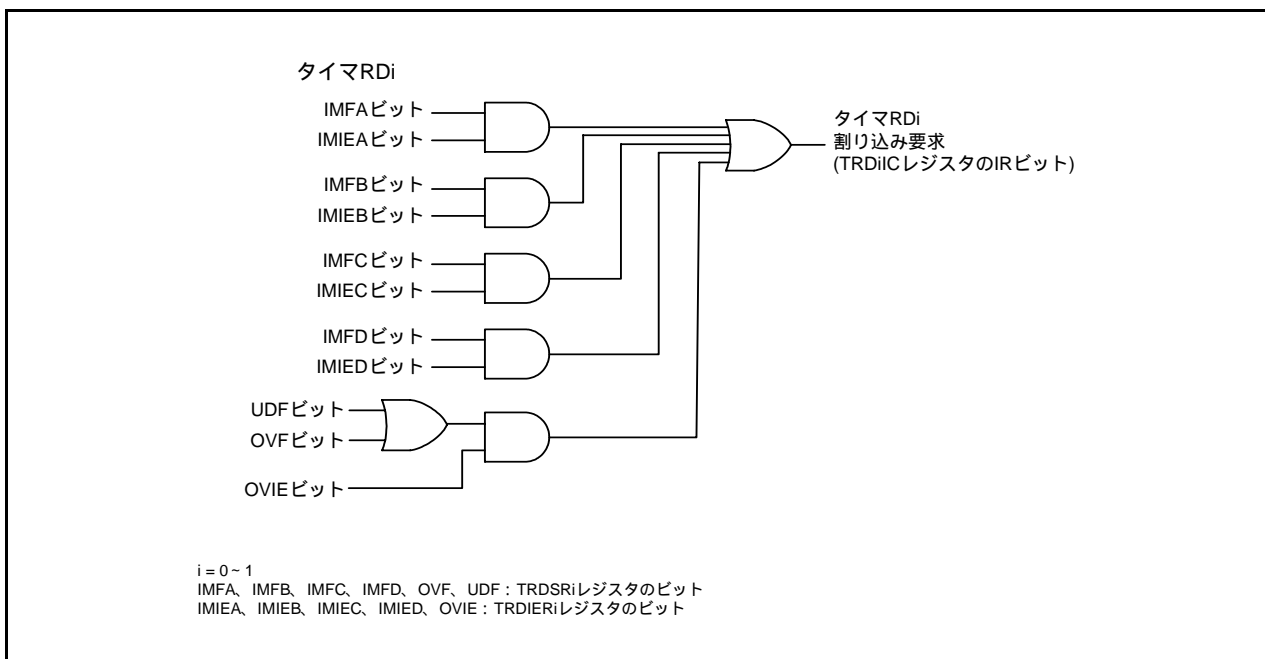 タイマRDi
IMFAビット
IMIEAビット
IMFBビット
IMIEBビット
IMFCビット
IMIECビット
IMFDビット
IMIEDビット
UDFビット
OVFビット
OVIEビット
タイマRDi
割り込み要求
(TRDiICレジスタのIRビット)
i = 0 ~ 1
IMFA、IMFB、IMFC、IMFD、OVF、UDF : TRDSRiレジスタのビット
IMIEA、IMIEB、IMIEC、IMIED、OVIE : TRDIERiレジスタのビット